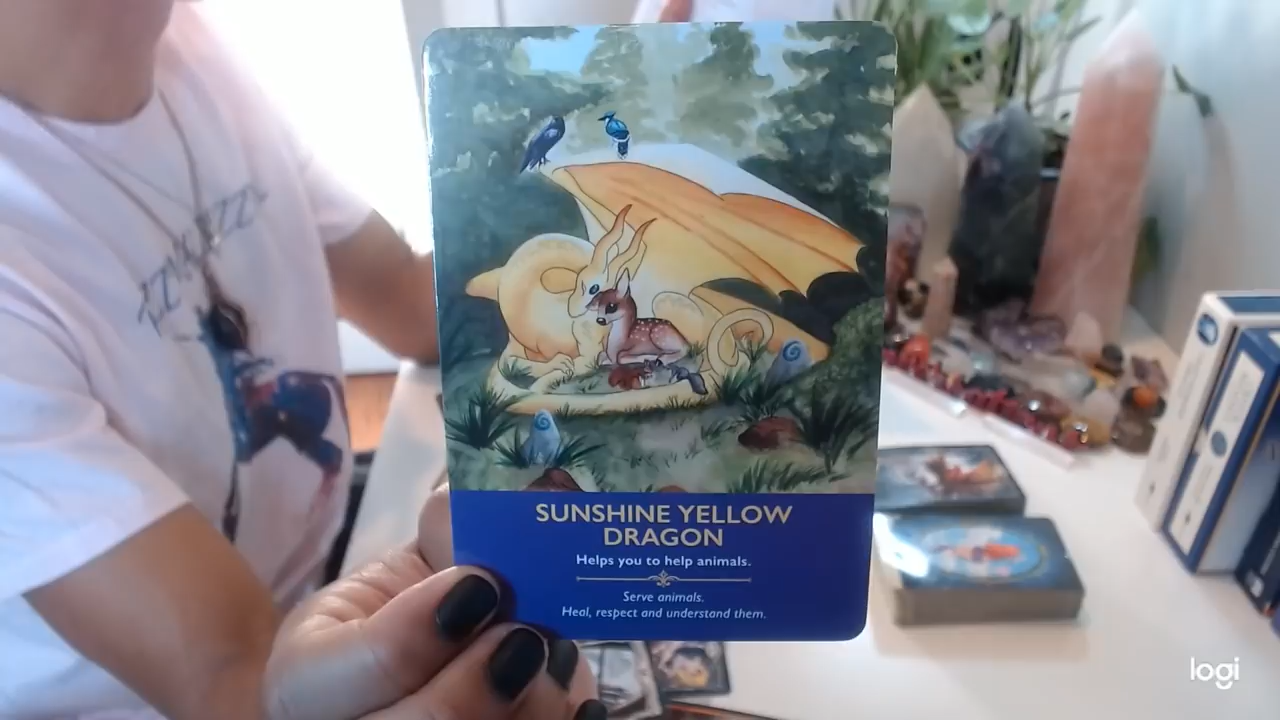 SUNSHINE YELLOW
DRAGON
Helps you to help animals.
Serve animals.
Heal, respect and understand them.
logi